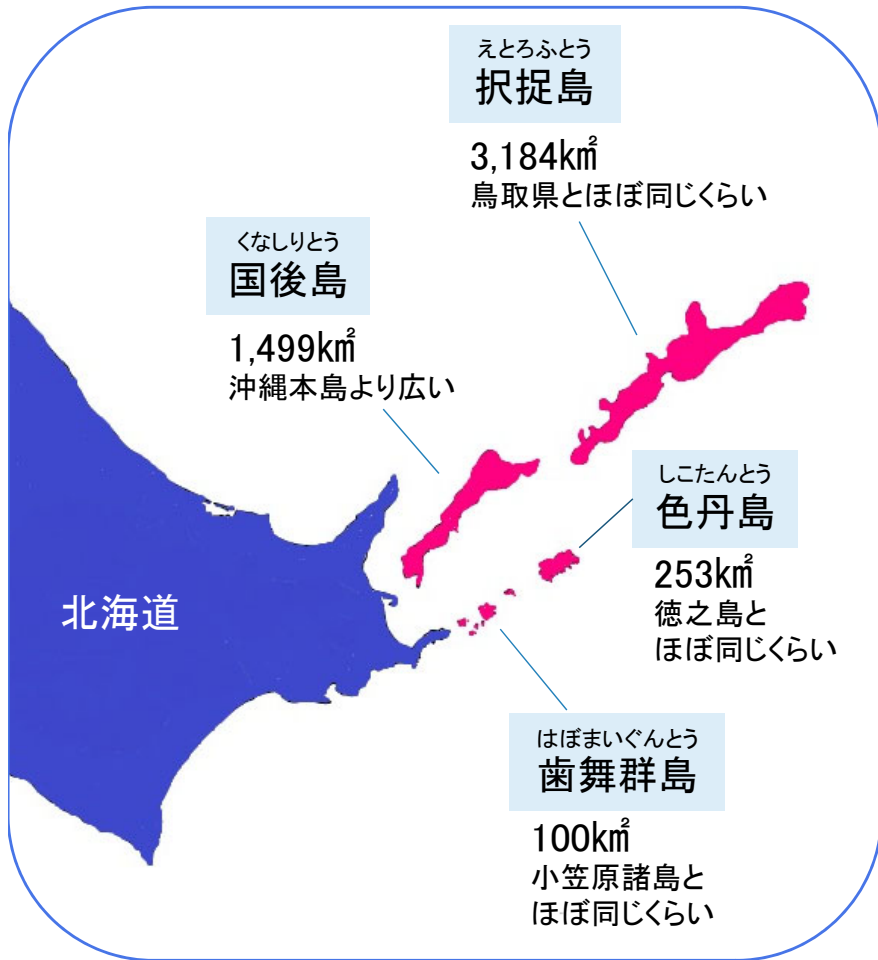 えとろふとう
択捉島
3,184k㎡
鳥取県とほぼ同じくらい
くなしりとう
国後島
1,499k㎡
沖縄本島より広い
しこたんとう
色丹島
253k㎡
徳之島と
ほぼ同じくらい
北海道
はぼまいぐんとう
歯舞群島
100k㎡
小笠原諸島と
ほぼ同じくらい